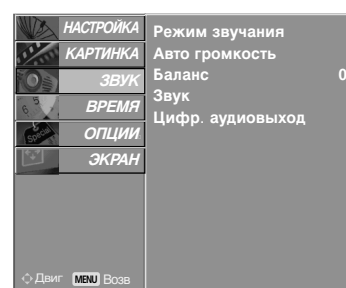 НАСТРОЙКА
КАРТИНКА
ЗВУК
ВРЕМЯ
ОПЦИИ
ЭКРАН
Режим звучания
Авто громкость
Баланс 0
Звук
Цифр. аудиовыход
Двиг MENU Возв